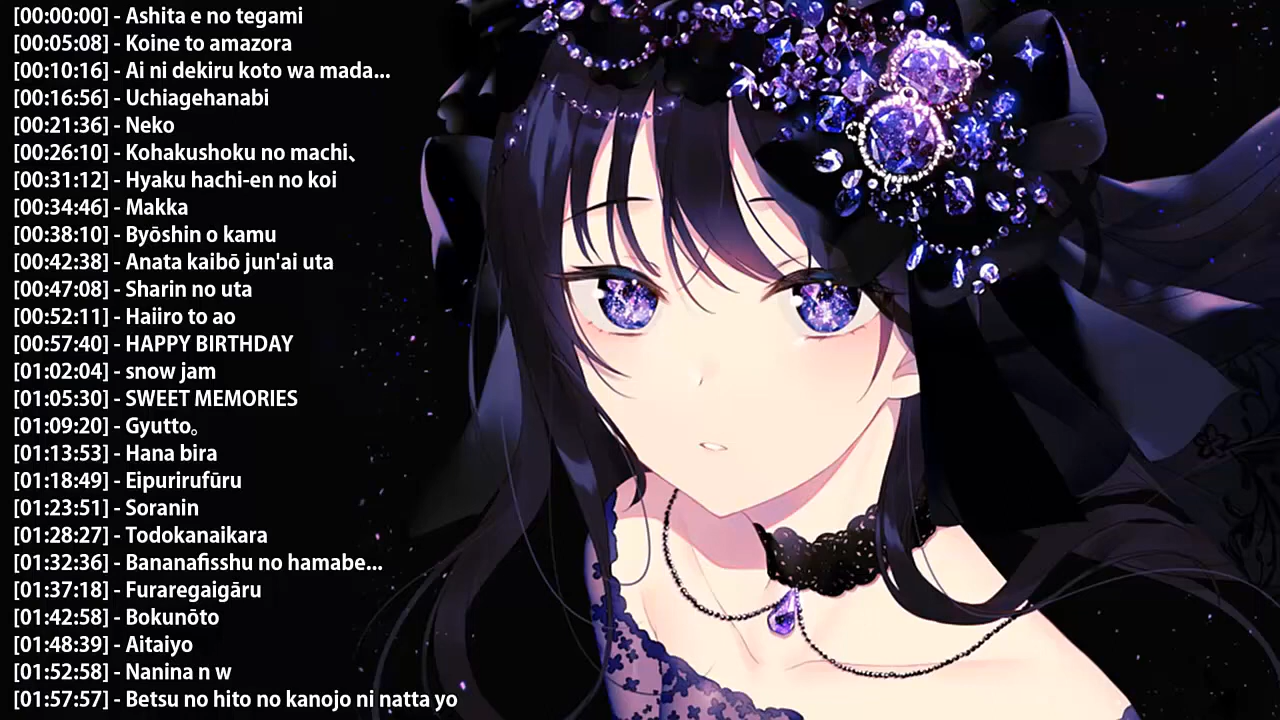 [00:00:00] - Ashita e no tegami
[00:05:08] - Koine to amazora
[00:10:16] - Ai ni dekiru koto wa mada...
[00:16:56] - Uchiagehanabi
[00:21:36] - Neko
[00:26:10] - Kohakushoku no machi、
[00:31:12] - Hyaku hachi-en no koi
[00:34:46] - Makka
[00:38:10] - Byōshin o kamu
[00:42:38] - Anata kaibō jun'ai uta
[00:47:08] - Sharin no uta
[00:52:11] - Haiiro to ao
[00:57:40] - HAPPY BIRTHDAY
[01:02:04] - snow jam
[01:05:30] - SWEET MEMORIES
[01:09:20] - Gyutto。
[01:13:53] - Hana bira
[01:18:49] - Eipurirufūru
[01:23:51] - Soranin
[01:28:27] - Todokanaikara
[01:32:36] - Bananafisshu no hamabe...
[01:37:18] - Furaregaigāru
[01:42:58] - Bokunōto
[01:48:39] - Aitaiyo
[01:52:58] - Nanina n w
[01:57:57] - Betsu no hito no kanojo ni natta yo